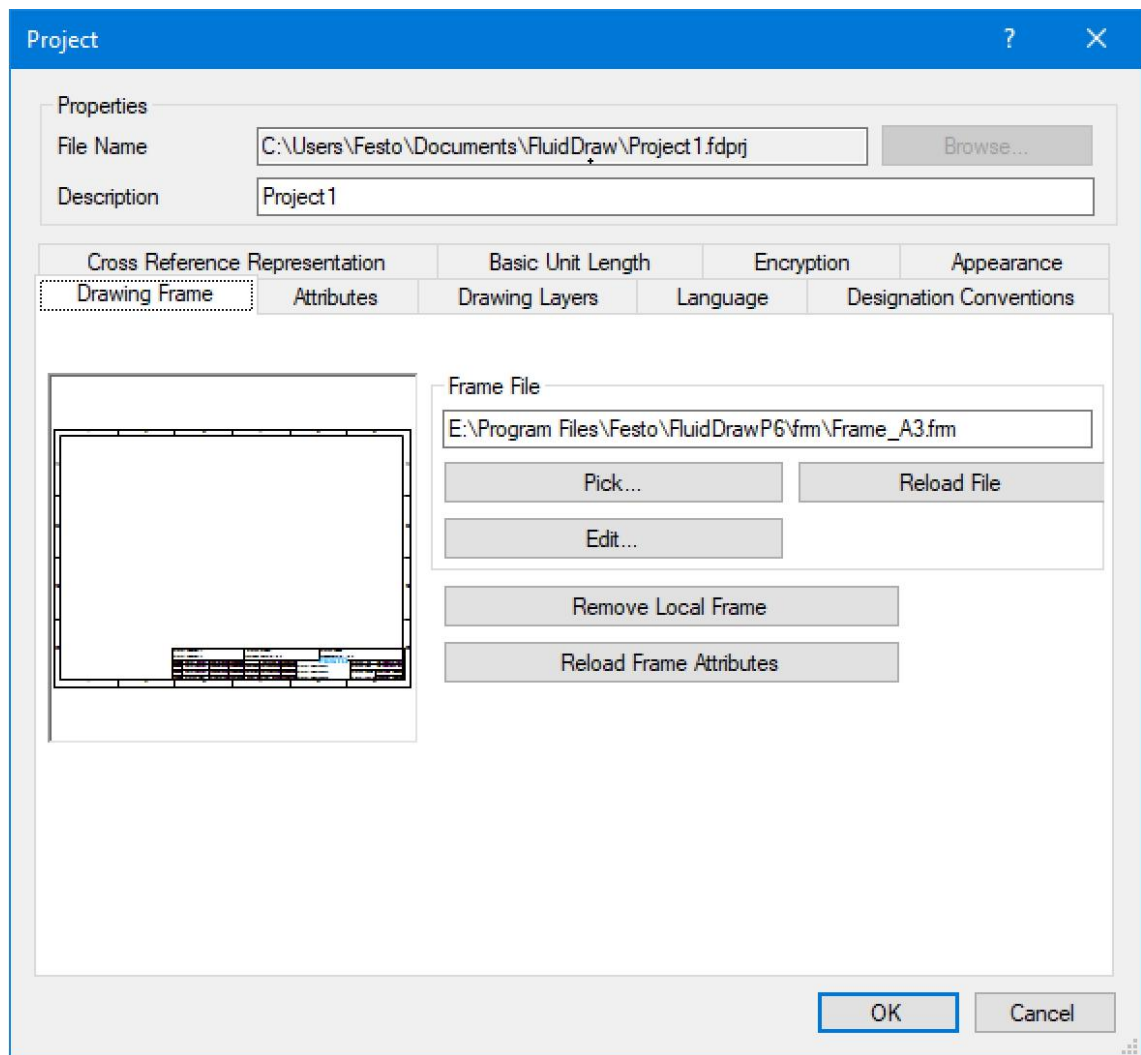 Project
?
Properties
File Name
C:\Users\Festo\Documents\FluidDraw\Project1.fdprj
Browse...
Description
Project1
Cross Reference Representation
Basic Unit Length
Encryption
Appearance
Drawing Frame
Attributes
Drawing Layers
Language
Designation Conventions
Frame File
E:\Program Files\Festo\FluidDrawP6\frm\Frame_A3.frm
Pick...
Reload File
Edit...
Remove Local Frame
Reload Frame Attributes
FESTO
OK
Cancel